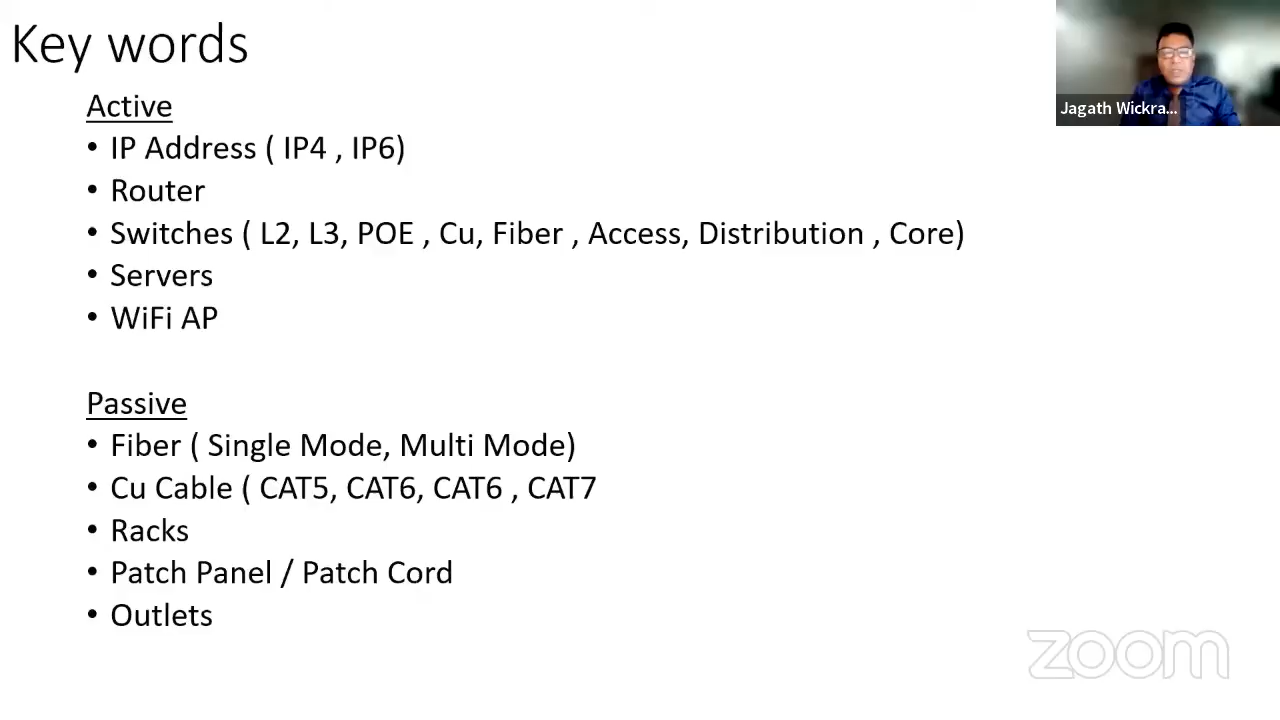 Key words
Active
• IP Address ( IP4 , IP6)
• Router
• Switches ( L2, L3, POE , Cu, Fiber , Access, Distribution , Core)
• Servers
• WiFi AP
Passive
• Fiber ( Single Mode, Multi Mode)
• Cu Cable ( CAT5, CAT6, CAT6 , CAT7
• Racks
• Patch Panel / Patch Cord
• Outlets
Jagath Wickra...
zoom